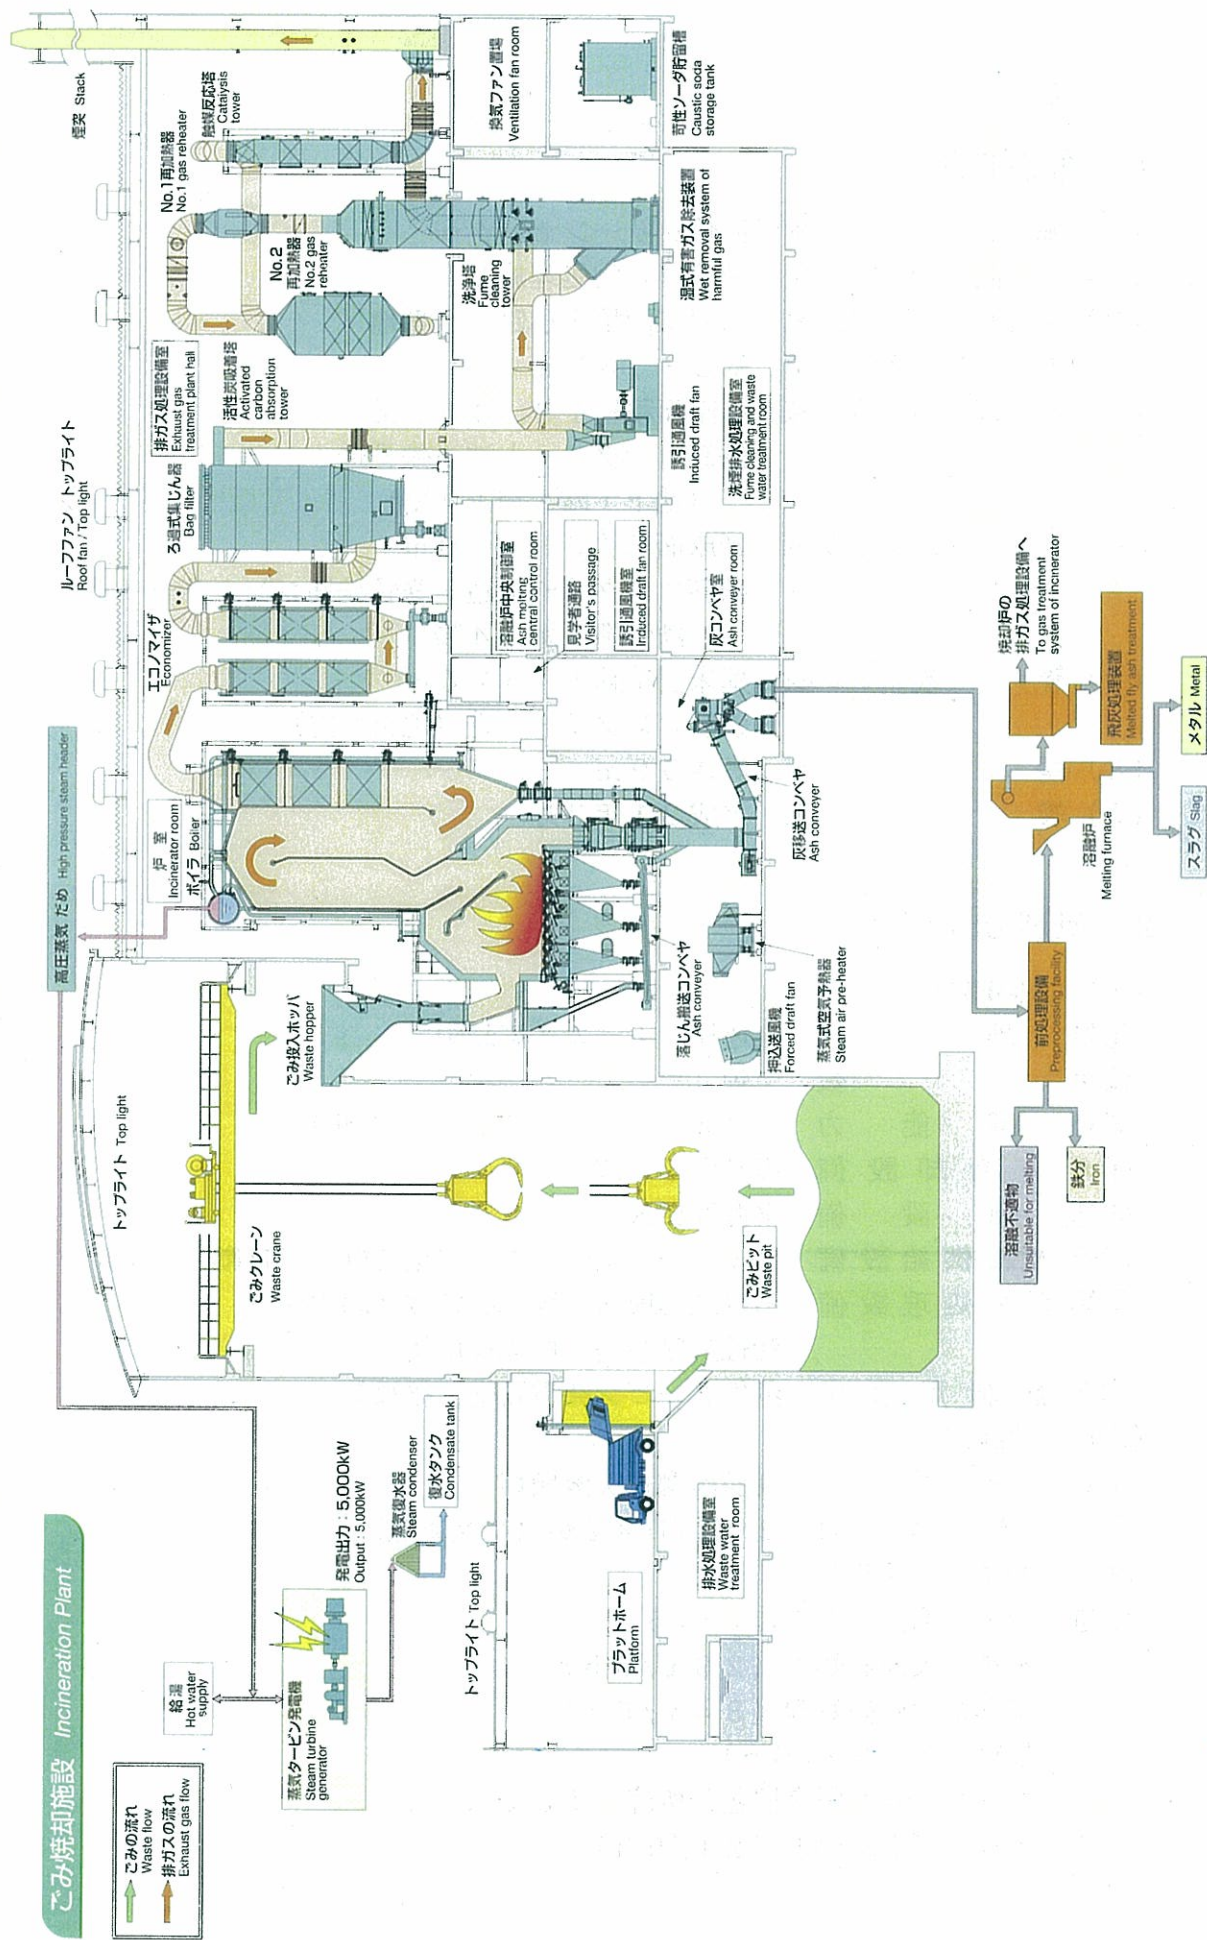 ごみ焼却施設 Incineration Plant
ごみの流れ
Waste flow
排ガスの流れ
Exhaust gas flow
給湯
Hot water
supply
蒸気タービン発電機
Steam turbine
generator
発電出力：5,000kW
Output : 5,000kW
蒸気復水器
Steam condenser
復水タンク
Condensate tank
トップライト Top light
プラットホーム
Platform
排水処理設備室
Waste water
treatment room
高圧蒸気だめ High pressure steam header
トップライト Top light
ごみクレーン
Waste crane
ごみピット
Waste pit
ごみ投入ホッパ
Waste hopper
炉室
Incinerator room
ボイラ Boiler
落じん搬送コンベヤ
Ash conveyer
押込送風機
Forced draft fan
蒸気式空気予熱器
Steam air pre-heater
灰移送コンベヤ
Ash conveyer
灰コンベヤ室
Ash conveyer room
ルーフファン トップライト
Roof fan / Top light
エコノマイザ
Economizer
ろ過式集じん器
Bag filter
溶融炉中央制御室
Ash melting
central control room
見学者通路
Visitor's passage
誘引通風機室
Induced draft fan room
排ガス処理設備室
Exhaust gas
treatment plant hall
活性炭吸着塔
Activated
carbon
absorption
tower
誘引通風機
Induced draft fan
洗煙排水処理設備室
Fume cleaning and waste
water treatment room
No.2
再加熱器
No.2 gas
reheater
No.1再加熱器
No.1 gas reheater
洗浄塔
Fume
cleaning
tower
湿式有害ガス除去装置
Wet removal system of
harmful gas
触媒反応塔
Catalysis
tower
煙突 Stack
換気ファン置場
Ventilation fan room
苛性ソーダ貯留槽
Caustic soda
storage tank
溶融不適物
Unsuitable for melting
鉄分
Iron
前処理設備
Preprocessing facility
溶融炉
Melting furnace
焼却炉の
排ガス処理設備へ
To gas treatment
system of incinerator
飛灰処理装置
Melted fly ash treatment
スラグ Slag
メタル Metal